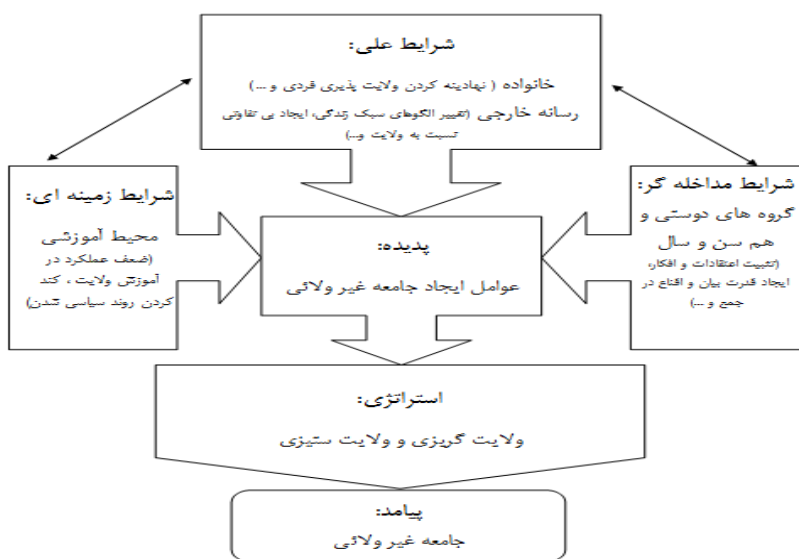 شرایط علی:
خانواده ( نهادینه کردن ولایت پذیری فردی و ...)
رسانه خارجی (تغییر الگوهای سبک زندگی، ایجاد بی تفاوتی
نسبت به ولایت و...)
شرایط مداخله گر:
گروه های دوستی و
هم سن و سال
(تثبیت اعتقادات و افکار،
ایجاد قدرت بیان و اقناع در
جمع و ...)
شرایط زمینه ای:
محیط آموزشی
(ضعف عملکرد در
آموزش ولایت ، کند
کردن روند سیاسی شدن)
پدیده:
عوامل ایجاد جامعه غیر ولائی
استراتژی:
ولایت گریزی و ولایت ستیزی
پیامد:
جامعه غیر ولائی